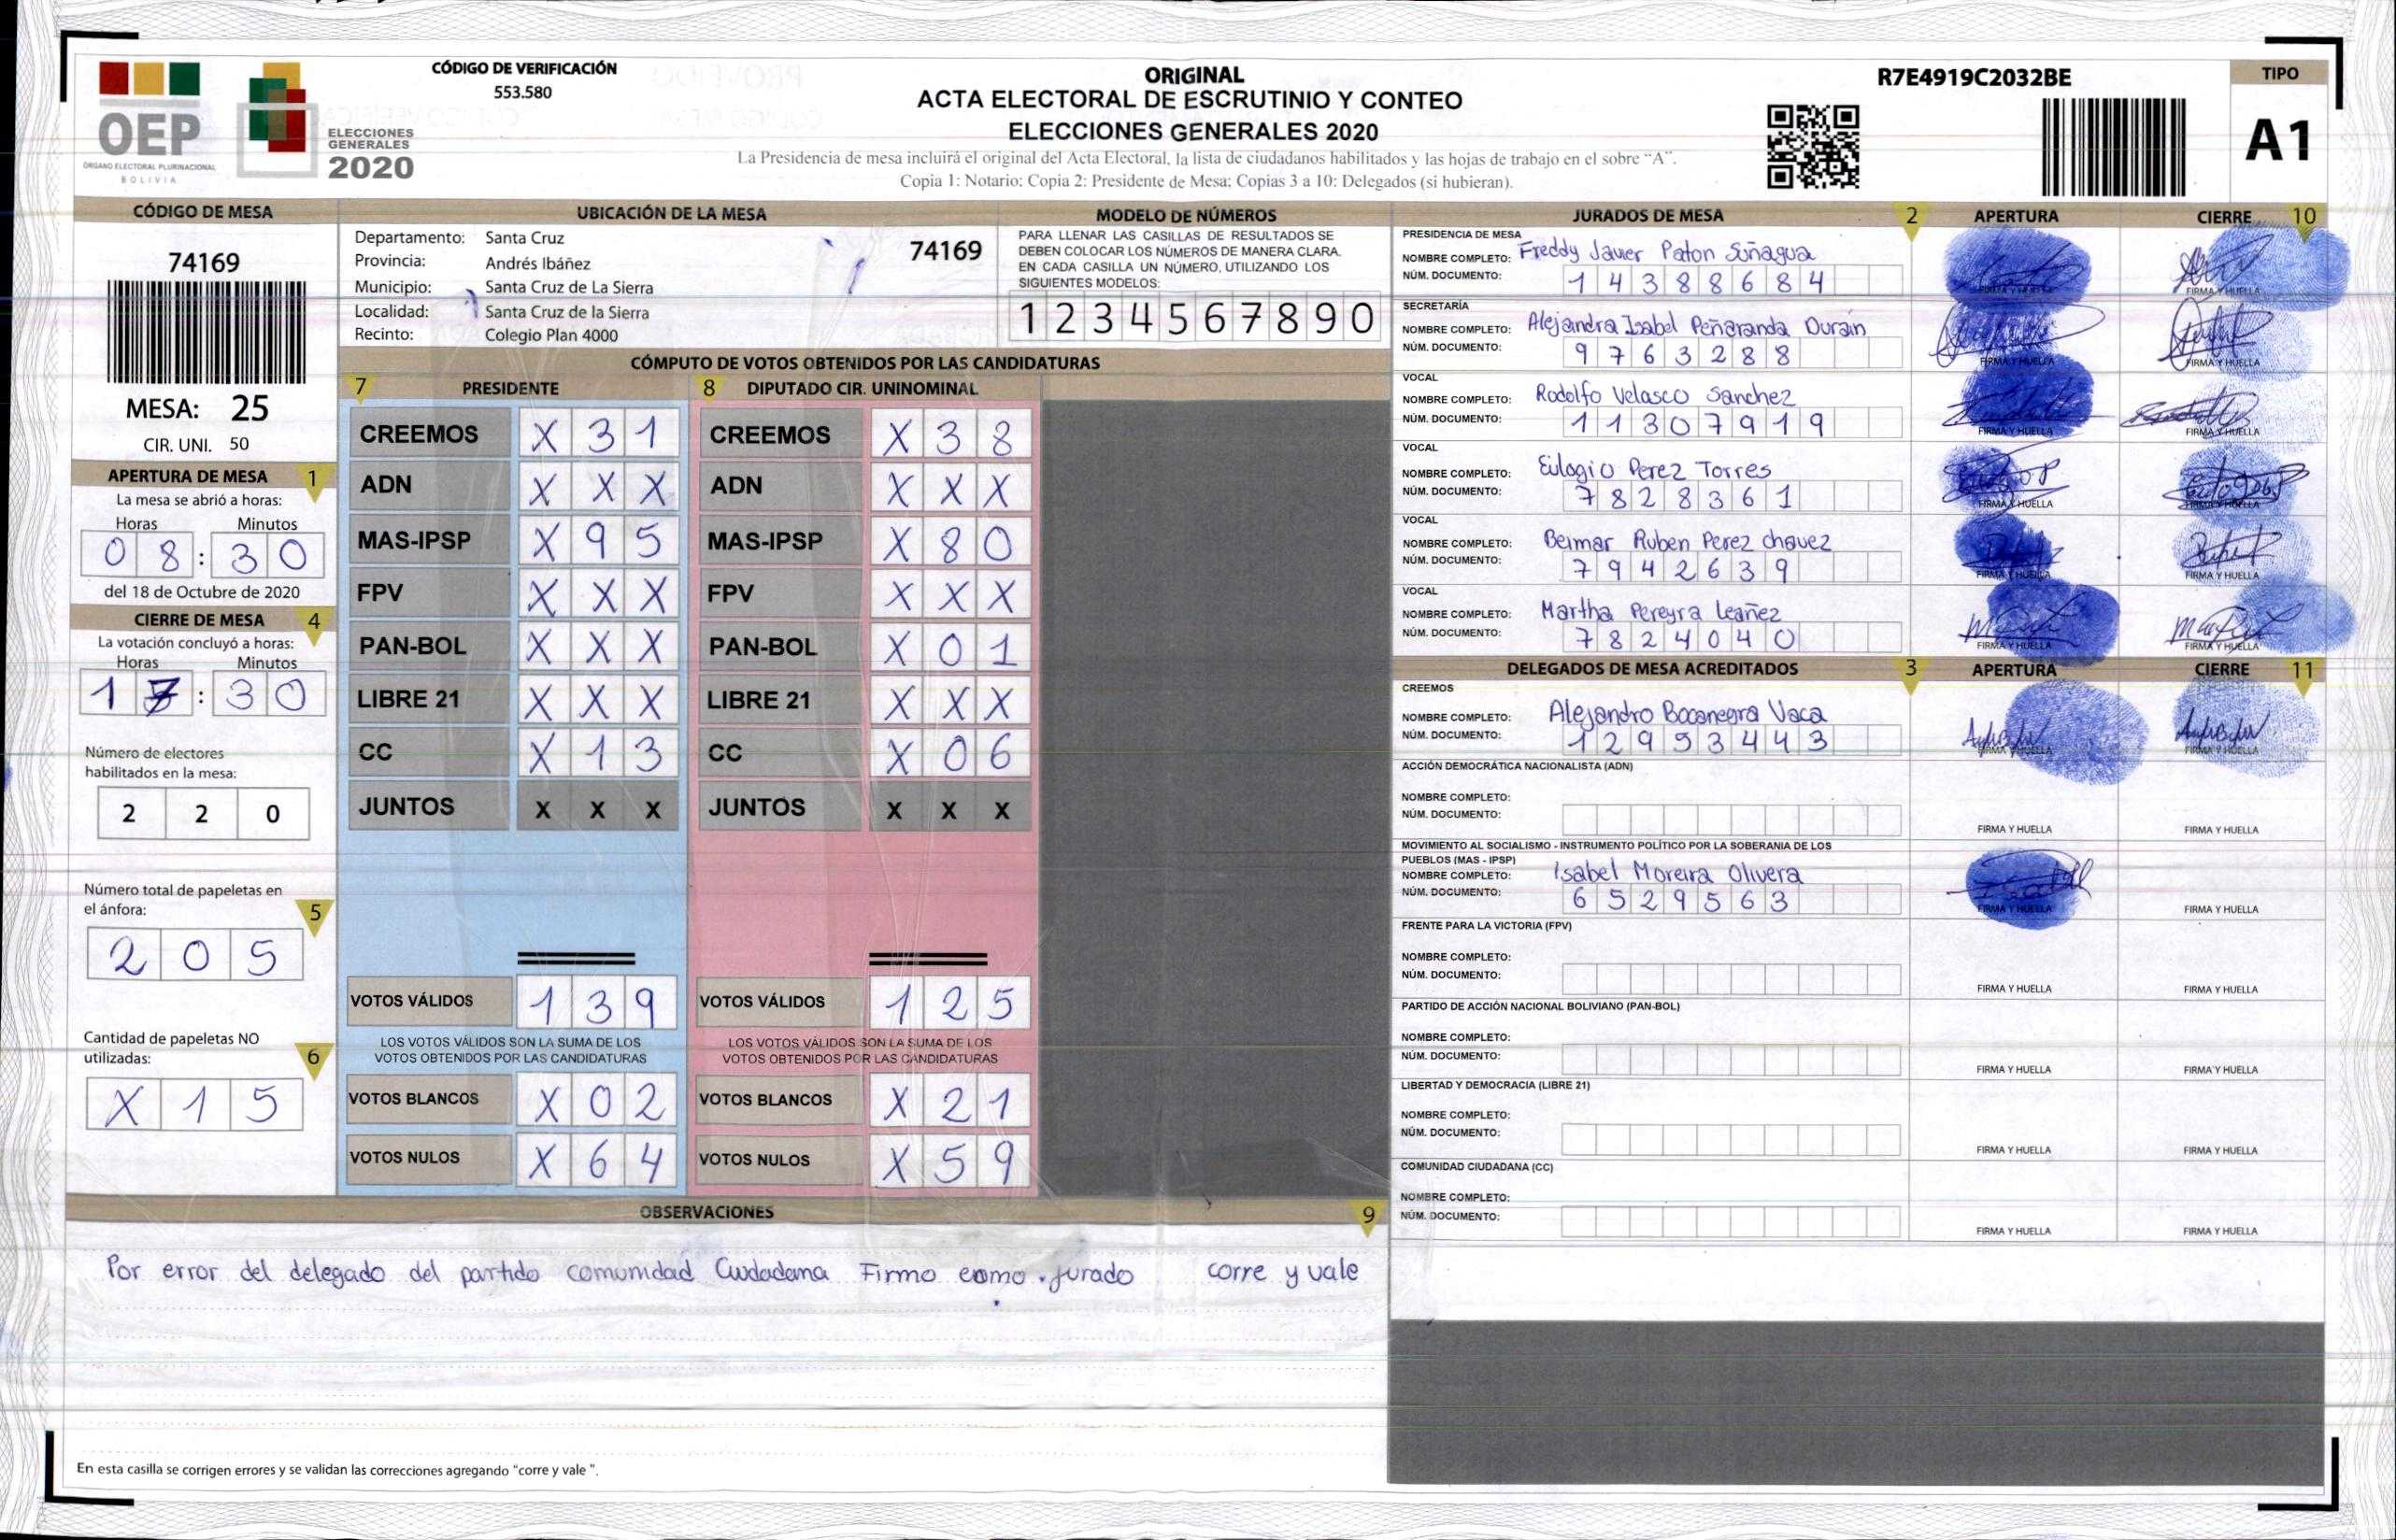 CÓDIGO DE VERIFICACIÓN
553.580
OEP
ÓRGANO ELECTORAL PLURINACIONAL
BOLIVIA
ELECCIONES
GENERALES
2020
ORIGINAL
ACTA ELECTORAL DE ESCRUTINIO Y CONTEO
ELECCIONES GENERALES 2020
La Presidencia de mesa incluirá el original del Acta Electoral, la lista de ciudadanos habilitados y las hojas de trabajo en el sobre "A".
Copia 1: Notario; Copia 2: Presidente de Mesa; Copias 3 a 10: Delegados (si hubieran).
R7E4919C2032BE
TIPO
A1
CÓDIGO DE MESA
74169
MESA: 25
CIR. UNI. 50
UBICACIÓN DE LA MESA
Departamento: Santa Cruz
Provincia: Andrés Ibáñez
Municipio: Santa Cruz de La Sierra
Localidad: Santa Cruz de la Sierra
Recinto: Colegio Plan 4000
74169
MODELO DE NÚMEROS
PARA LLENAR LAS CASILLAS DE RESULTADOS SE
DEBEN COLOCAR LOS NÚMEROS DE MANERA CLARA.
EN CADA CASILLA UN NÚMERO, UTILIZANDO LOS
SIGUIENTES MODELOS:
1 2 3 4 5 6 7 8 9 0
APERTURA DE MESA 1
La mesa se abrió a horas:
Horas Minutos
0 8 : 3 0
del 18 de Octubre de 2020
CIERRE DE MESA 4
La votación concluyó a horas:
Horas Minutos
1 7 : 3 0
Número de electores
habilitados en la mesa:
2 2 0
Número total de papeletas en
el ánfora: 5
2 0 5
Cantidad de papeletas NO
utilizadas: 6
X 1 5
CÓMPUTO DE VOTOS OBTENIDOS POR LAS CANDIDATURAS
7 PRESIDENTE
CREEMOS X 3 1
ADN X X X
MAS-IPSP X 9 5
FPV X X X
PAN-BOL X X X
LIBRE 21 X X X
CC X 1 3
JUNTOS X X X
VOTOS VÁLIDOS 1 3 9
LOS VOTOS VÁLIDOS SON LA SUMA DE LOS
VOTOS OBTENIDOS POR LAS CANDIDATURAS
VOTOS BLANCOS X 0 2
VOTOS NULOS X 6 4
8 DIPUTADO CIR. UNINOMINAL
CREEMOS X 3 8
ADN X X X
MAS-IPSP X 8 0
FPV X X X
PAN-BOL X 0 1
LIBRE 21 X X X
CC X 0 6
JUNTOS X X X
VOTOS VÁLIDOS 1 2 5
LOS VOTOS VÁLIDOS SON LA SUMA DE LOS
VOTOS OBTENIDOS POR LAS CANDIDATURAS
VOTOS BLANCOS X 2 1
VOTOS NULOS X 5 9
OBSERVACIONES 9
Por error del delegado del partido comunidad Ciudadana Firmo como jurado corre y vale
En esta casilla se corrigen errores y se validan las correcciones agregando "corre y vale ".
JURADOS DE MESA 2 APERTURA CIERRE 10
PRESIDENCIA DE MESA
NOMBRE COMPLETO: Freddy Javier Paton Suñagua
NÚM. DOCUMENTO: 1 4 3 8 8 6 8 4
FIRMA Y HUELLA FIRMA Y HUELLA
SECRETARÍA
NOMBRE COMPLETO: Alejandra Isabel Peñaranda Durán
NÚM. DOCUMENTO: 9 7 6 3 2 8 8
FIRMA Y HUELLA FIRMA Y HUELLA
VOCAL
NOMBRE COMPLETO: Rodolfo Velasco Sanchez
NÚM. DOCUMENTO: 1 1 3 0 7 9 1 9
FIRMA Y HUELLA FIRMA Y HUELLA
VOCAL
NOMBRE COMPLETO: Eulogio Perez Torres
NÚM. DOCUMENTO: 7 8 2 8 3 6 1
FIRMA Y HUELLA FIRMA Y HUELLA
VOCAL
NOMBRE COMPLETO: Beimar Ruben Perez chavez
NÚM. DOCUMENTO: 7 9 4 2 6 3 9
FIRMA Y HUELLA FIRMA Y HUELLA
VOCAL
NOMBRE COMPLETO: Martha Pereyra Leañez
NÚM. DOCUMENTO: 7 8 2 4 0 4 0
FIRMA Y HUELLA FIRMA Y HUELLA
DELEGADOS DE MESA ACREDITADOS 3 APERTURA CIERRE 11
CREEMOS
NOMBRE COMPLETO: Alejandro Bocanegra Vaca
NÚM. DOCUMENTO: 1 2 9 9 3 4 4 3
FIRMA Y HUELLA FIRMA Y HUELLA
ACCIÓN DEMOCRÁTICA NACIONALISTA (ADN)
NOMBRE COMPLETO:
NÚM. DOCUMENTO:
FIRMA Y HUELLA FIRMA Y HUELLA
MOVIMIENTO AL SOCIALISMO - INSTRUMENTO POLÍTICO POR LA SOBERANIA DE LOS
PUEBLOS (MAS - IPSP)
NOMBRE COMPLETO: Isabel Moreira Olivera
NÚM. DOCUMENTO: 6 5 2 9 5 6 3
FIRMA Y HUELLA FIRMA Y HUELLA
FRENTE PARA LA VICTORIA (FPV)
NOMBRE COMPLETO:
NÚM. DOCUMENTO:
FIRMA Y HUELLA FIRMA Y HUELLA
PARTIDO DE ACCIÓN NACIONAL BOLIVIANO (PAN-BOL)
NOMBRE COMPLETO:
NÚM. DOCUMENTO:
FIRMA Y HUELLA FIRMA Y HUELLA
LIBERTAD Y DEMOCRACIA (LIBRE 21)
NOMBRE COMPLETO:
NÚM. DOCUMENTO:
FIRMA Y HUELLA FIRMA Y HUELLA
COMUNIDAD CIUDADANA (CC)
NOMBRE COMPLETO:
NÚM. DOCUMENTO:
FIRMA Y HUELLA FIRMA Y HUELLA